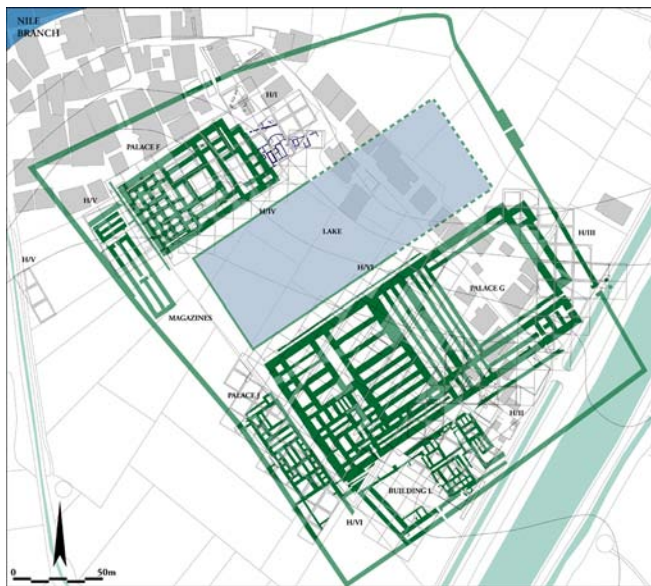 NILE
BRANCH
H/I
PALACE F
H/V
H/IV
H/V
LAKE
H/III
H/VI
PALACE G
MAGAZINES
PALACE J
H/II
BUILDING L
H/VI
0 50m